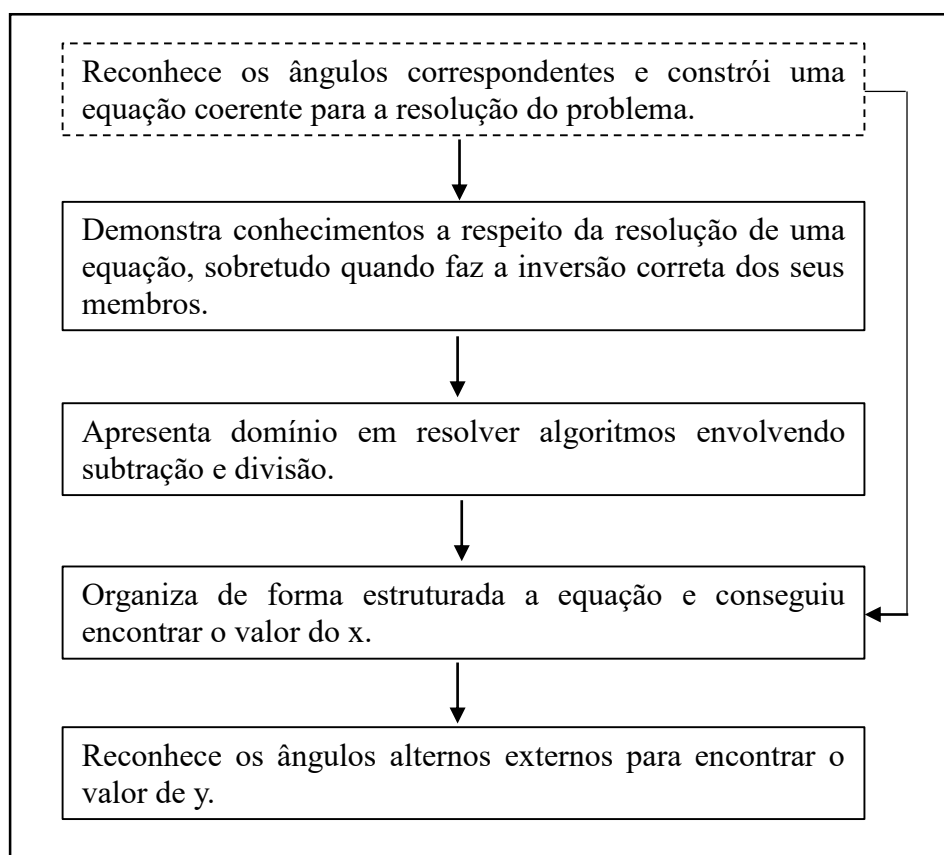 Reconhece os ângulos correspondentes e constrói uma
equação coerente para a resolução do problema.
Demonstra conhecimentos a respeito da resolução de uma
equação, sobretudo quando faz a inversão correta dos seus
membros.
Apresenta domínio em resolver algoritmos envolvendo
subtração e divisão.
Organiza de forma estruturada a equação e conseguiu
encontrar o valor do x.
Reconhece os ângulos alternos externos para encontrar o
valor de y.